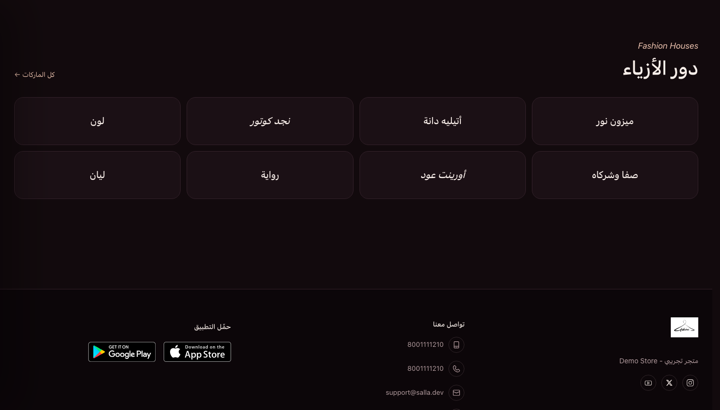 Fashion Houses
دور الأزياء
كل الماركات ←
ميزون نور
أتيليه دانة
نجد كوتور
لون
صفا وشركاه
أورينت عود
رواية
ليان
متجر تجريبي - Demo Store
تواصل معنا
8001111210
8001111210
support@salla.dev
حمّل التطبيق
Download on the
App Store
GET IT ON
Google Play